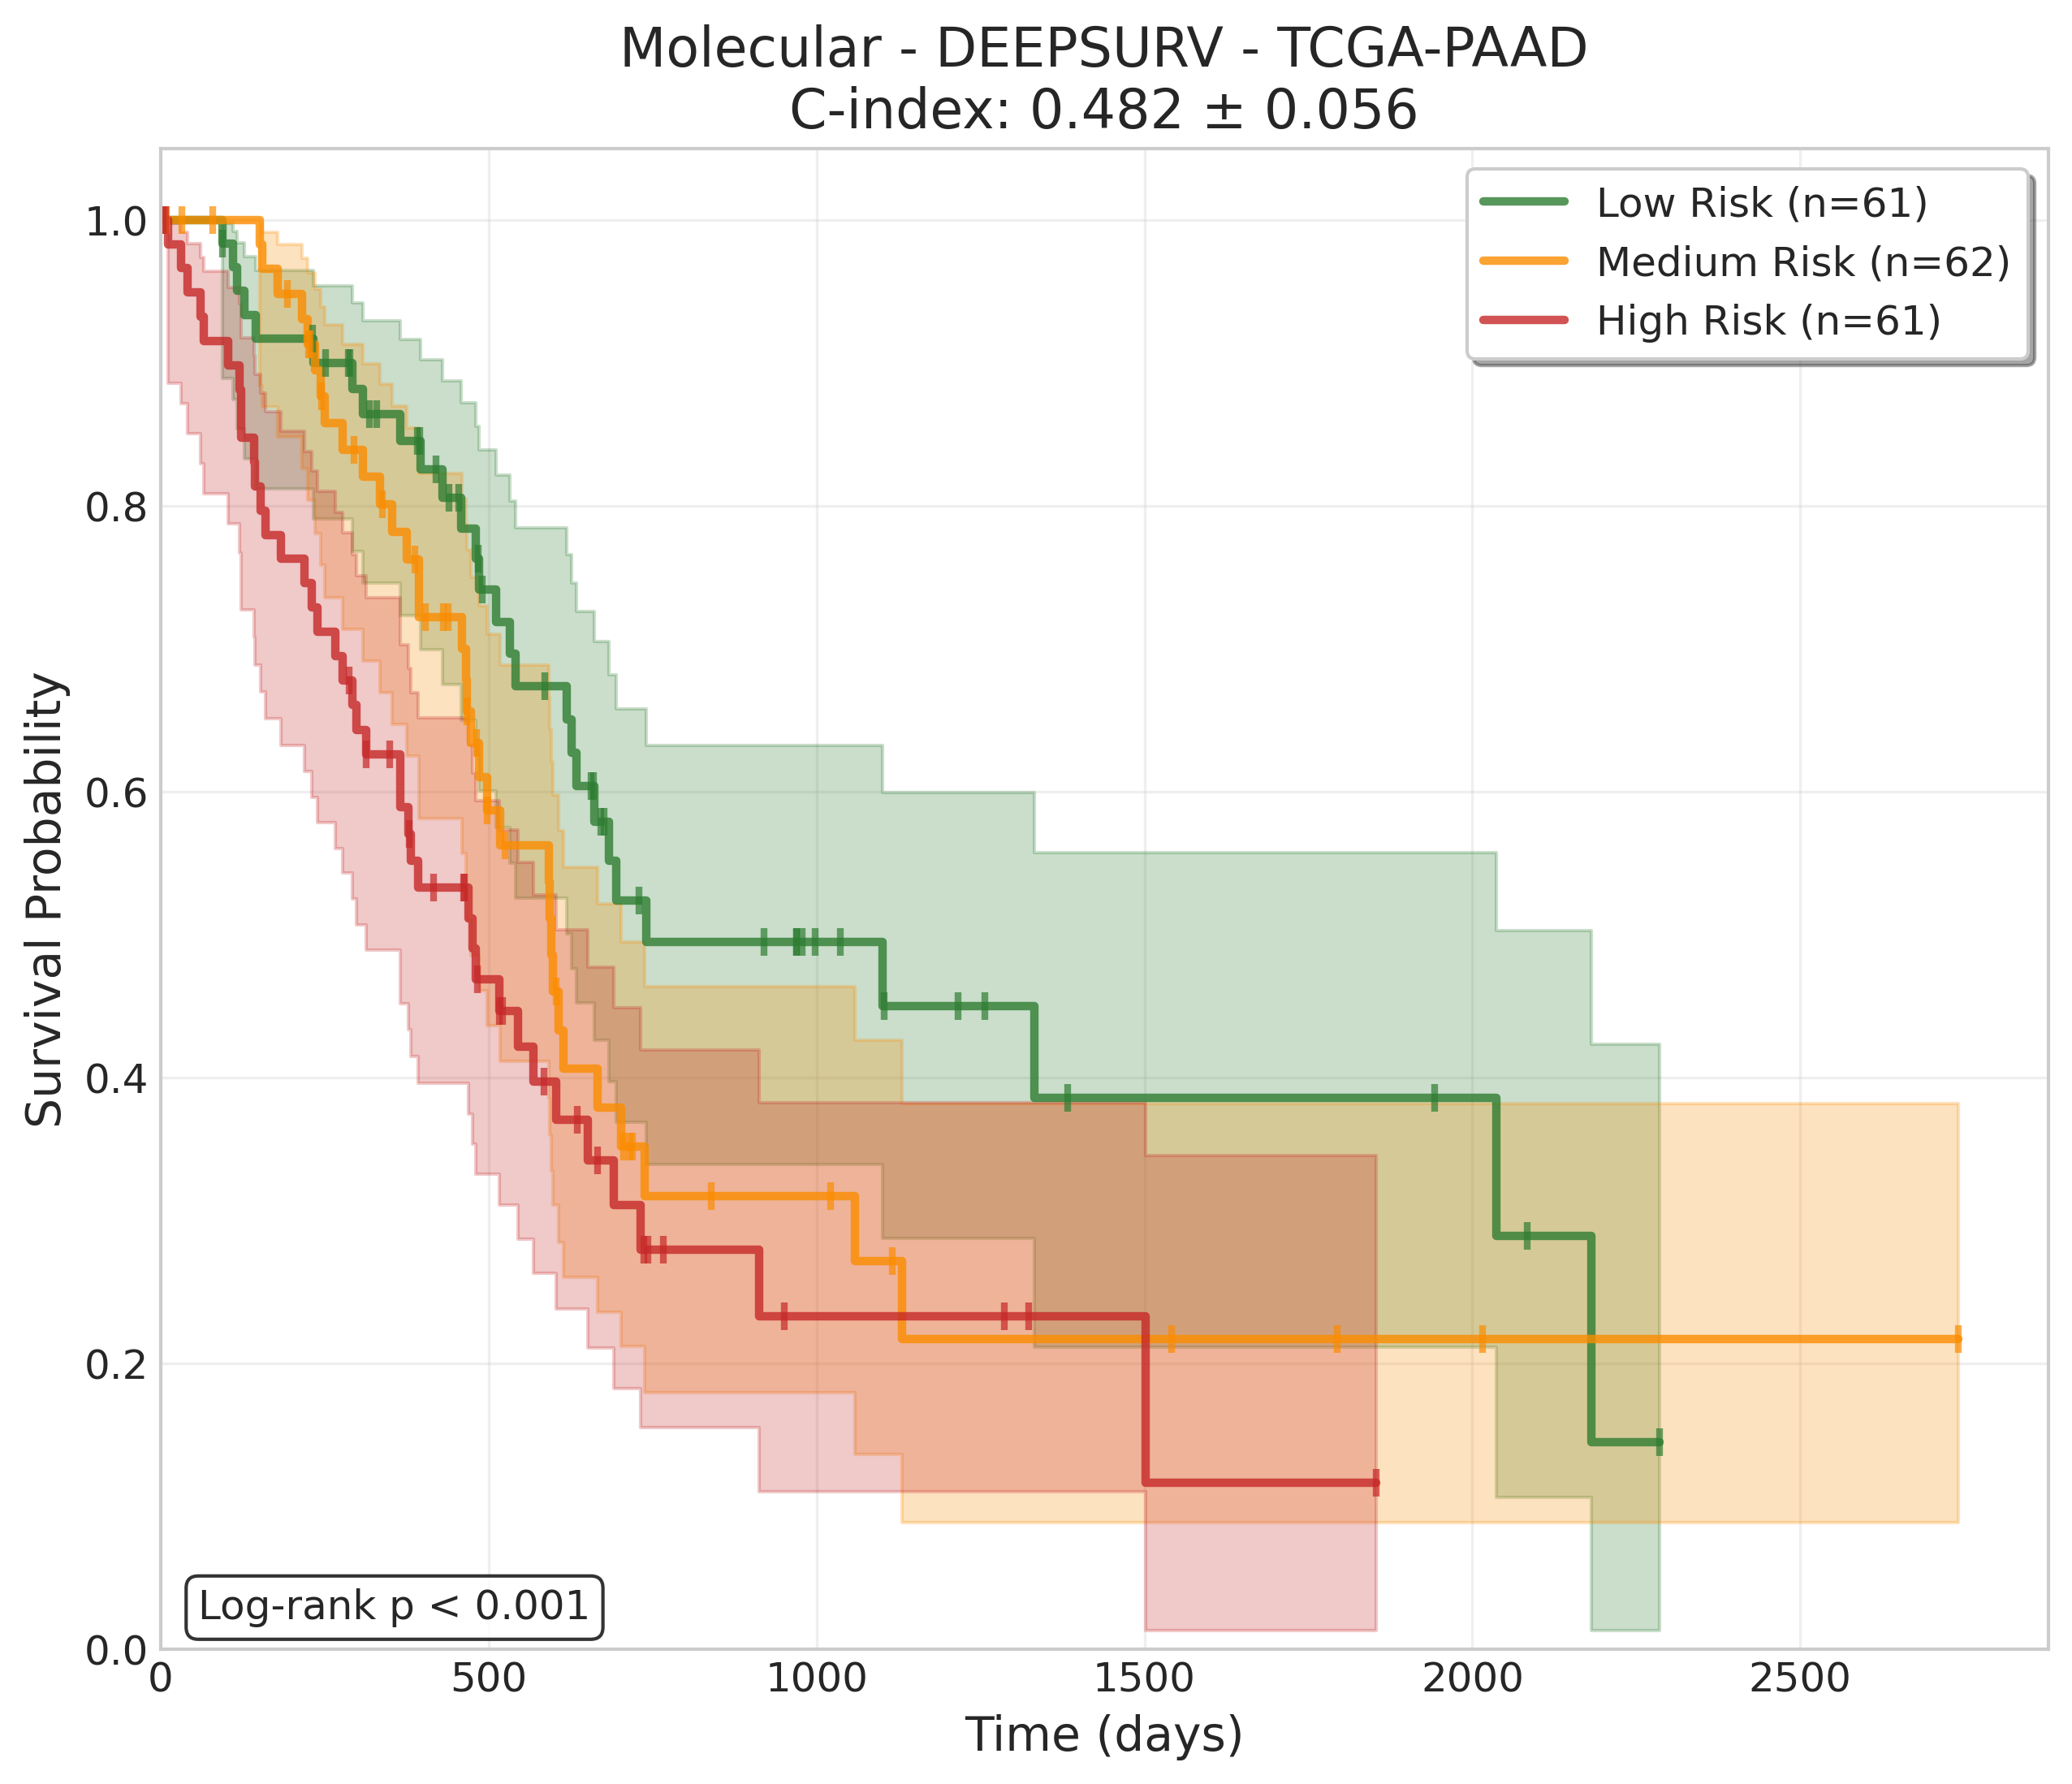 Molecular - DEEPSURV - TCGA-PAAD
C-index: 0.482 ± 0.056
Low Risk (n=61)
Medium Risk (n=62)
High Risk (n=61)
Survival Probability
1.0
0.8
0.6
0.4
0.2
0.0
Log-rank p < 0.001
0 500 1000 1500 2000 2500
Time (days)